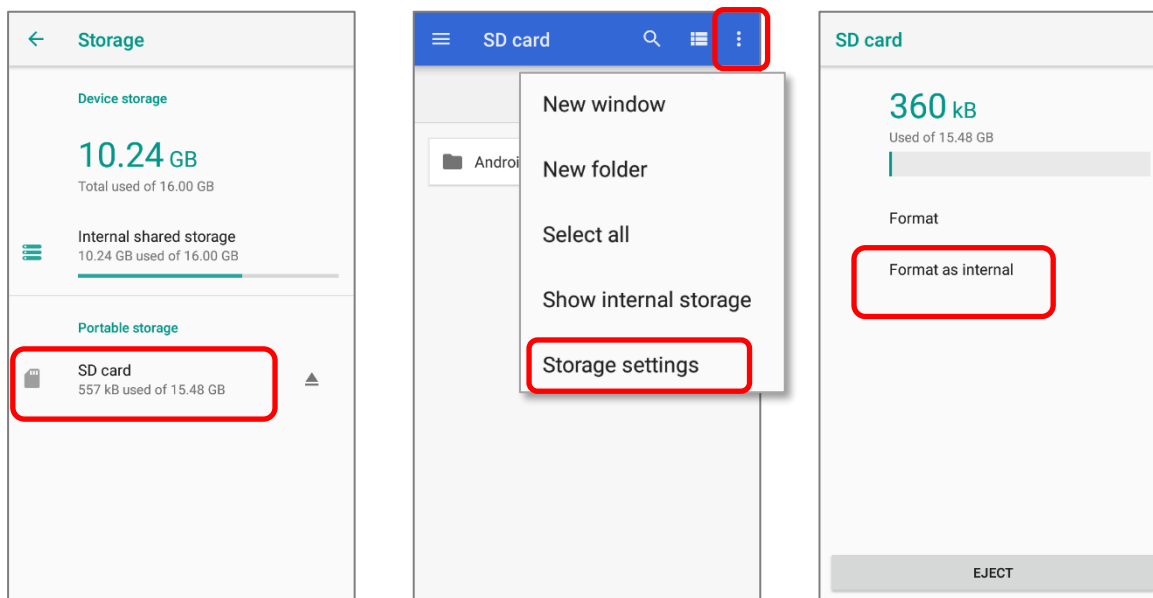 Storage
Device storage
10.24 GB
Total used of 16.00 GB
Internal shared storage
10.24 GB used of 16.00 GB
Portable storage
SD card
557 kB used of 15.48 GB
SD card
New window
Androi
New folder
Select all
Show internal storage
Storage settings
SD card
360 kB
Used of 15.48 GB
Format
Format as internal
EJECT